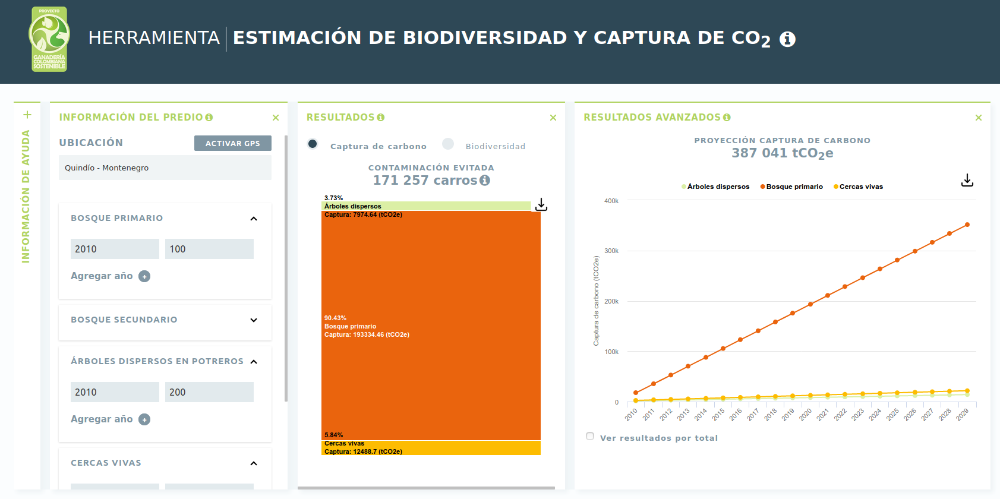 PROYECTO
GANADERÍA
COLOMBIANA
SOSTENIBLE
HERRAMIENTA
ESTIMACIÓN DE BIODIVERSIDAD Y CAPTURA DE CO2
INFORMACIÓN DE AYUDA
INFORMACIÓN DEL PREDIO
UBICACIÓN
ACTIVAR GPS
Quindío - Montenegro
BOSQUE PRIMARIO
2010 100
Agregar año
BOSQUE SECUNDARIO
ÁRBOLES DISPERSOS EN POTREROS
2010 200
Agregar año
CERCAS VIVAS
RESULTADOS
Captura de carbono Biodiversidad
CONTAMINACIÓN EVITADA
171 257 carros
3.73%
Árboles dispersos
Captura: 7974.64 (tCO2e)
90.43%
Bosque primario
Captura: 193334.46 (tCO2e)
5.84%
Cercas vivas
Captura: 12488.7 (tCO2e)
RESULTADOS AVANZADOS
PROYECCIÓN CAPTURA DE CARBONO
387 041 tCO2e
Árboles dispersos Bosque primario Cercas vivas
Captura de carbono (tCO2e)
400k
300k
200k
100k
0
2010 2011 2012 2013 2014 2015 2016 2017 2018 2019 2020 2021 2022 2023 2024 2025 2026 2027 2028 2029
Ver resultados por total